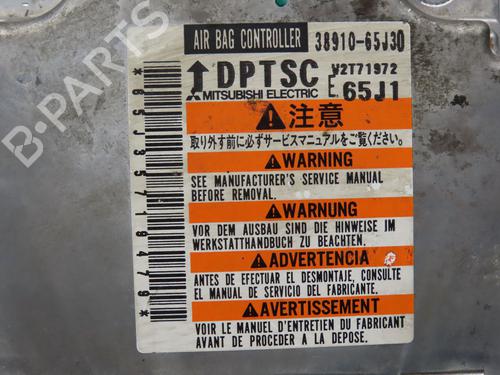 AIR BAG CONTROLLER 38910-65J30
DPTSC W2T71972
MITSUBISHI ELECTRIC E. 65J1
注意
取り外す前に必ずサービスマニュアルをご覧ください。
WARNING
SEE MANUFACTURER'S SERVICE MANUAL
BEFORE REMOVAL.
WARNUNG
VOR DEM AUSBAU SIND DIE HINWEISE IM
WERKSTATTHANDBUCH ZU BEACHTEN.
ADVERTENCIA
ANTES DE EFECTUAR EL DESMONTAJE, CONSULTE
EL MANUAL DE SERVICIO DEL FABRICANTE.
AVERTISSEMENT
VOIR LE MANUEL D'ENTRETIEN DU FABRICANT
AVANT DE PROCEDER A LA DEPOSE.
*65J35719479*
B-PARTS